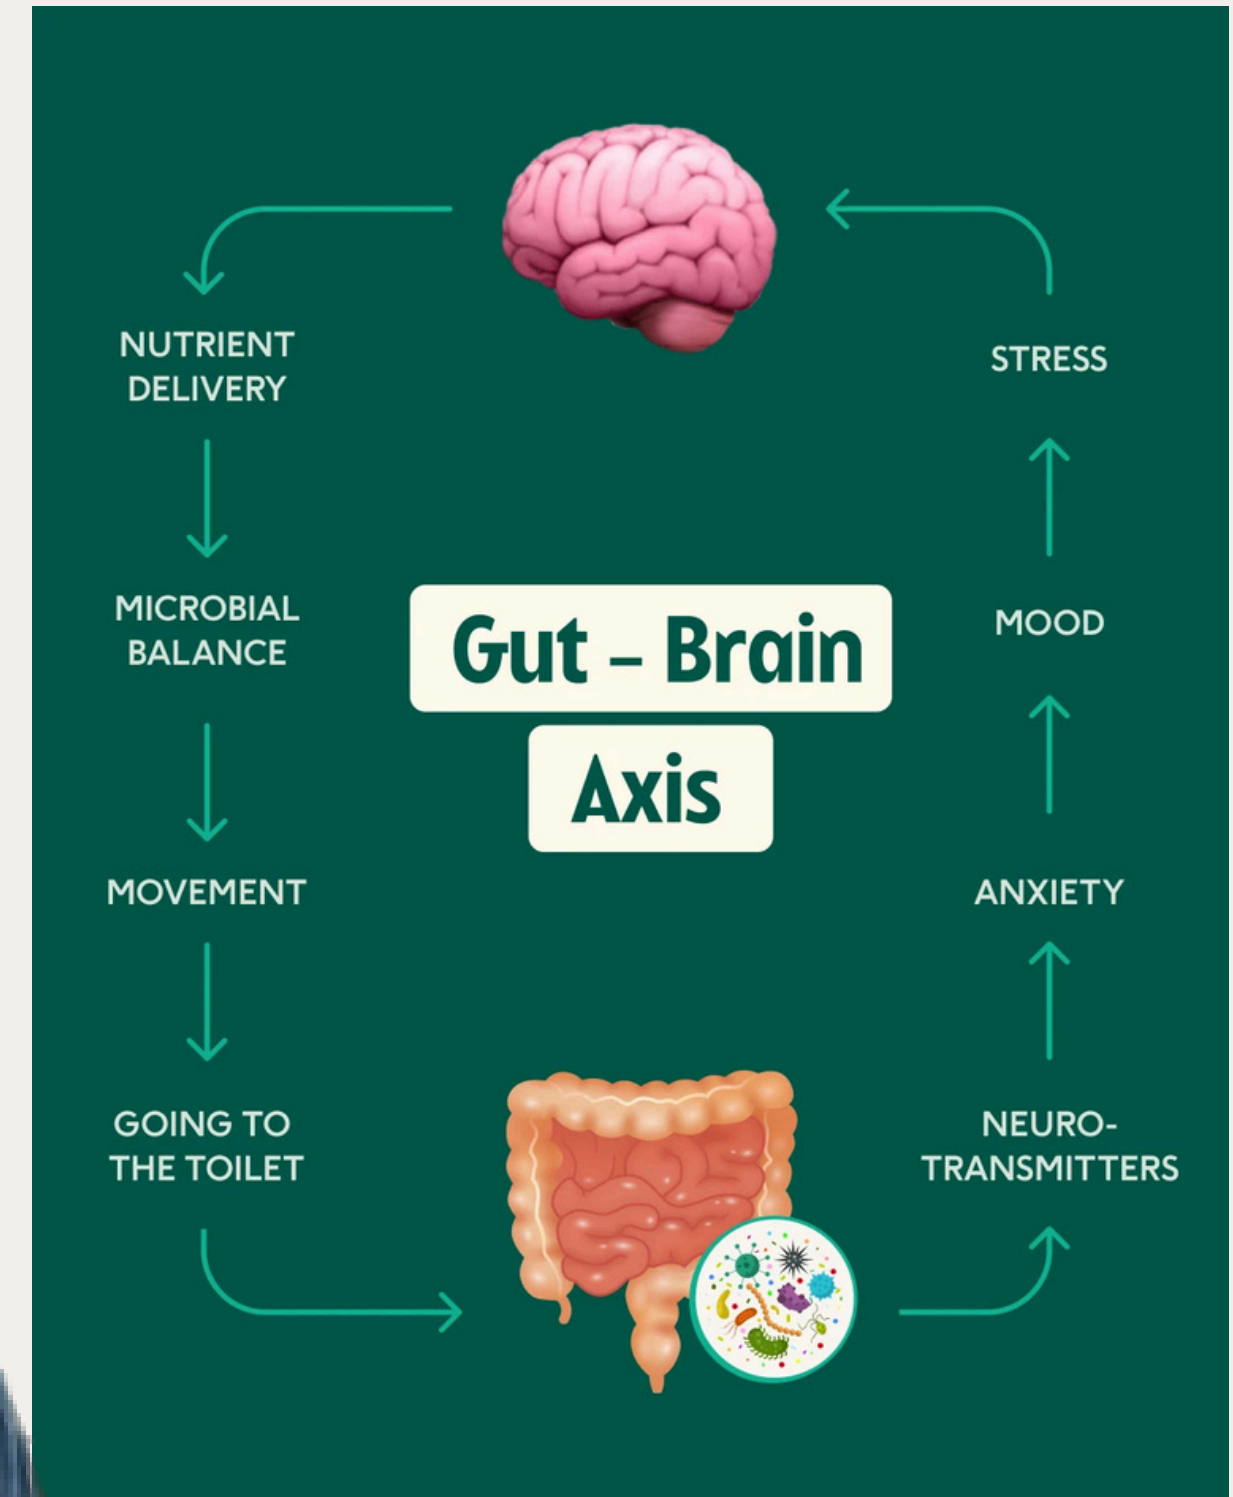 NUTRIENT
DELIVERY
MICROBIAL
BALANCE
MOVEMENT
GOING TO
THE TOILET
Gut – Brain
Axis
STRESS
MOOD
ANXIETY
NEURO-
TRANSMITTERS